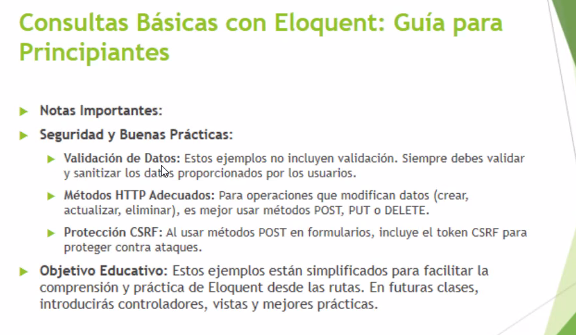 Consultas Básicas con Eloquent: Guía para
Principiantes
Notas Importantes:
Seguridad y Buenas Prácticas:
Validación de Datos: Estos ejemplos no incluyen validación. Siempre debes validar
y sanitizar los datos proporcionados por los usuarios.
Métodos HTTP Adecuados: Para operaciones que modifican datos (crear,
actualizar, eliminar), es mejor usar métodos POST, PUT o DELETE.
Protección CSRF: Al usar métodos POST en formularios, incluye el token CSRF para
proteger contra ataques.
Objetivo Educativo: Estos ejemplos están simplificados para facilitar la
comprensión y práctica de Eloquent desde las rutas. En futuras clases,
introducirás controladores, vistas y mejores prácticas.